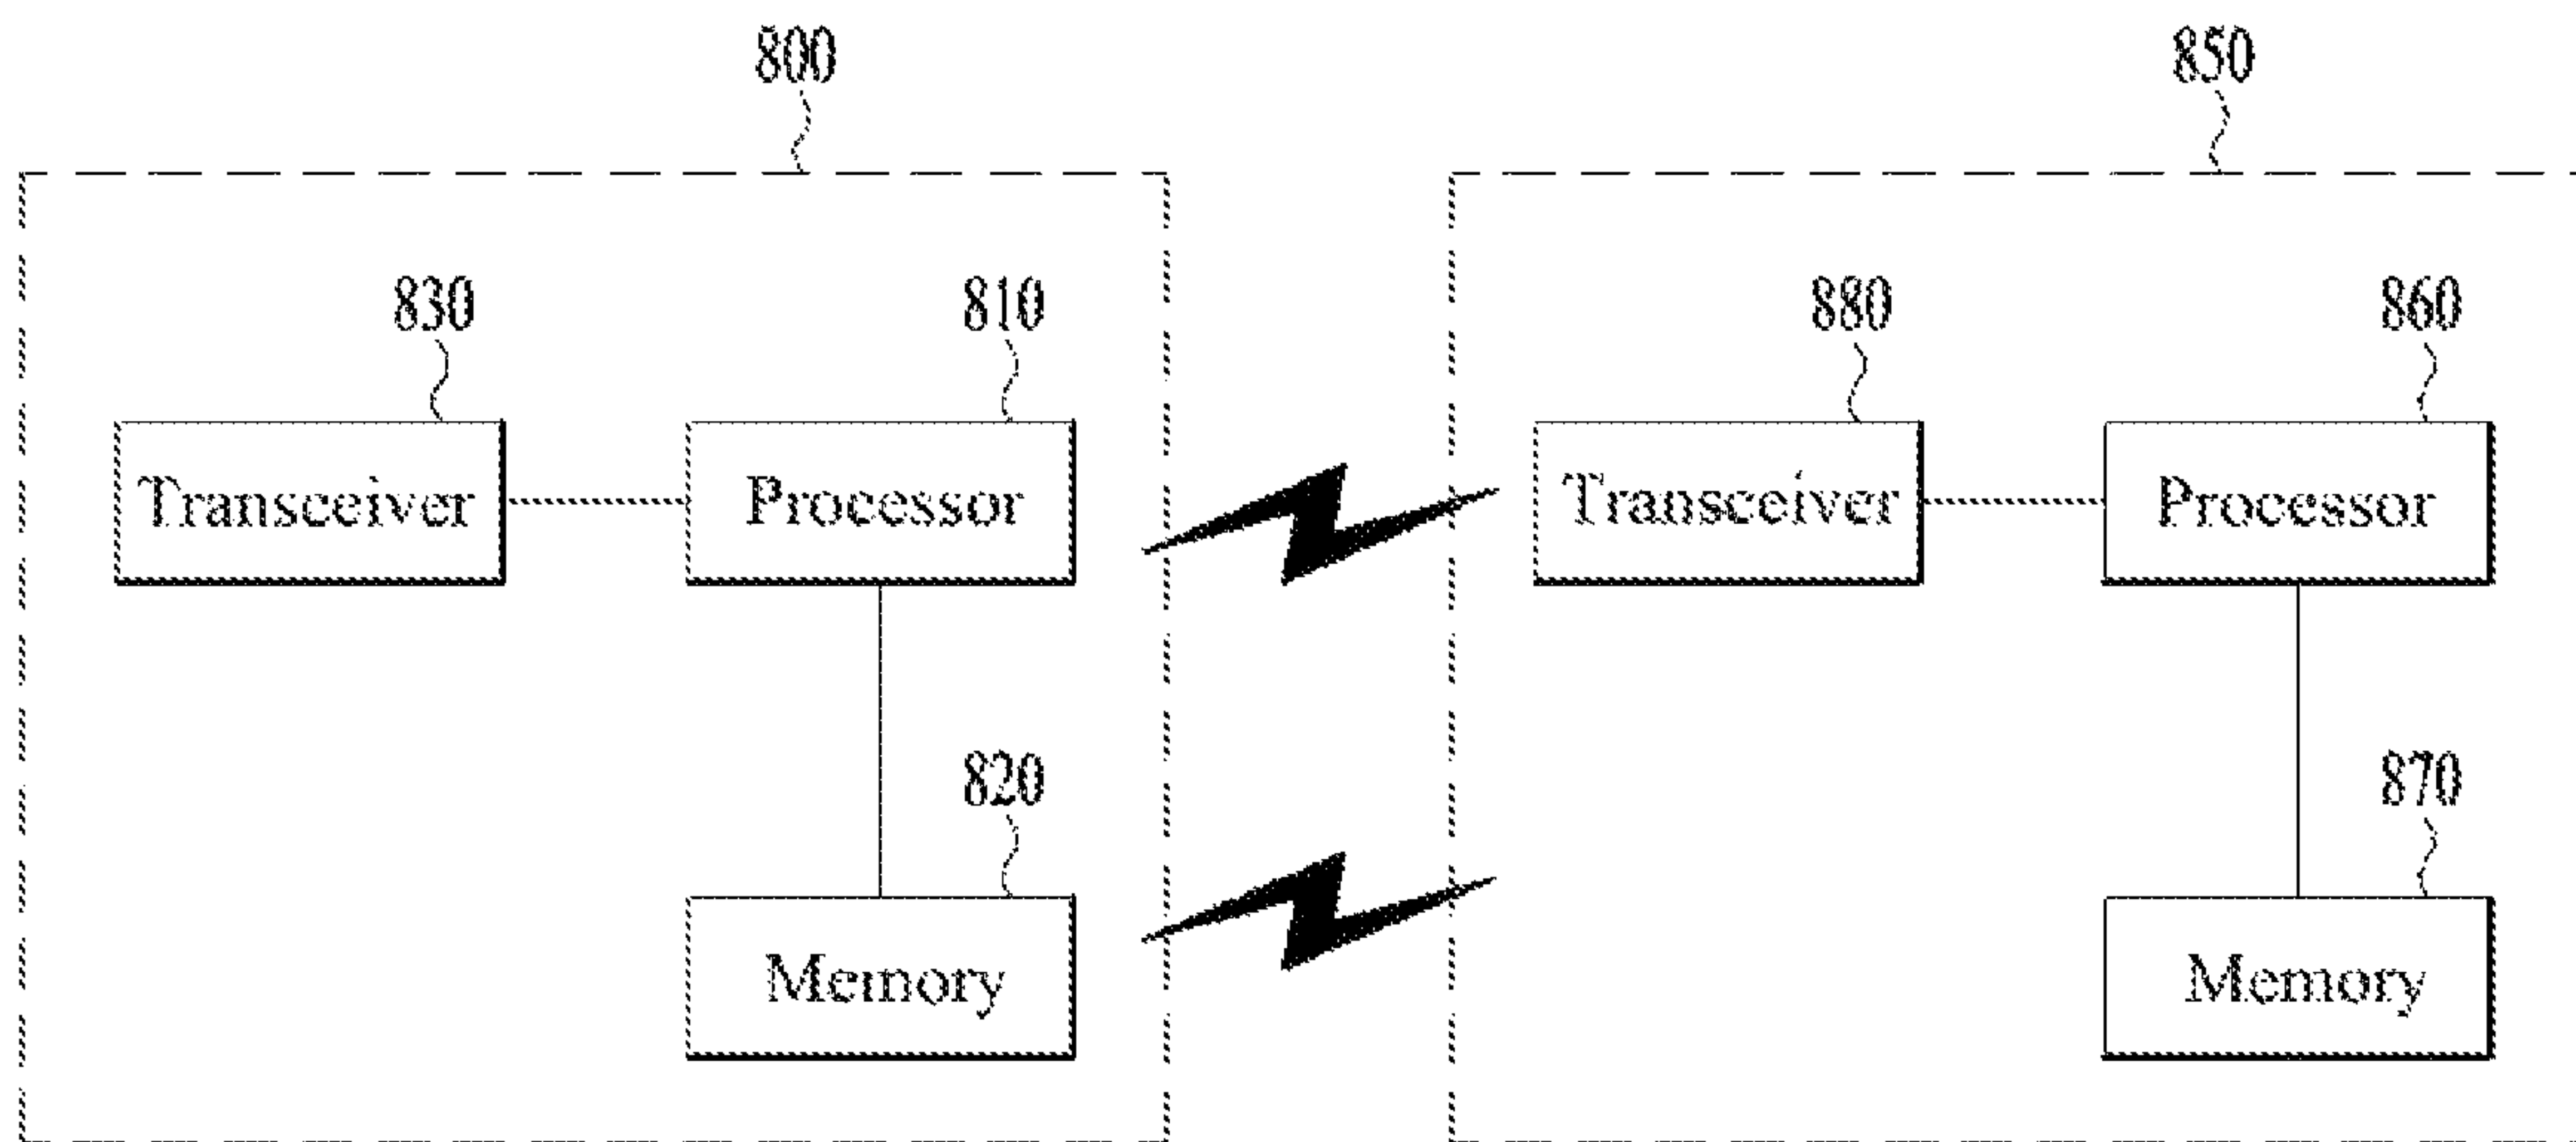 800 850
830 810 880 860
Transceiver Processor Transceiver Processor
820 870
Memory Memory